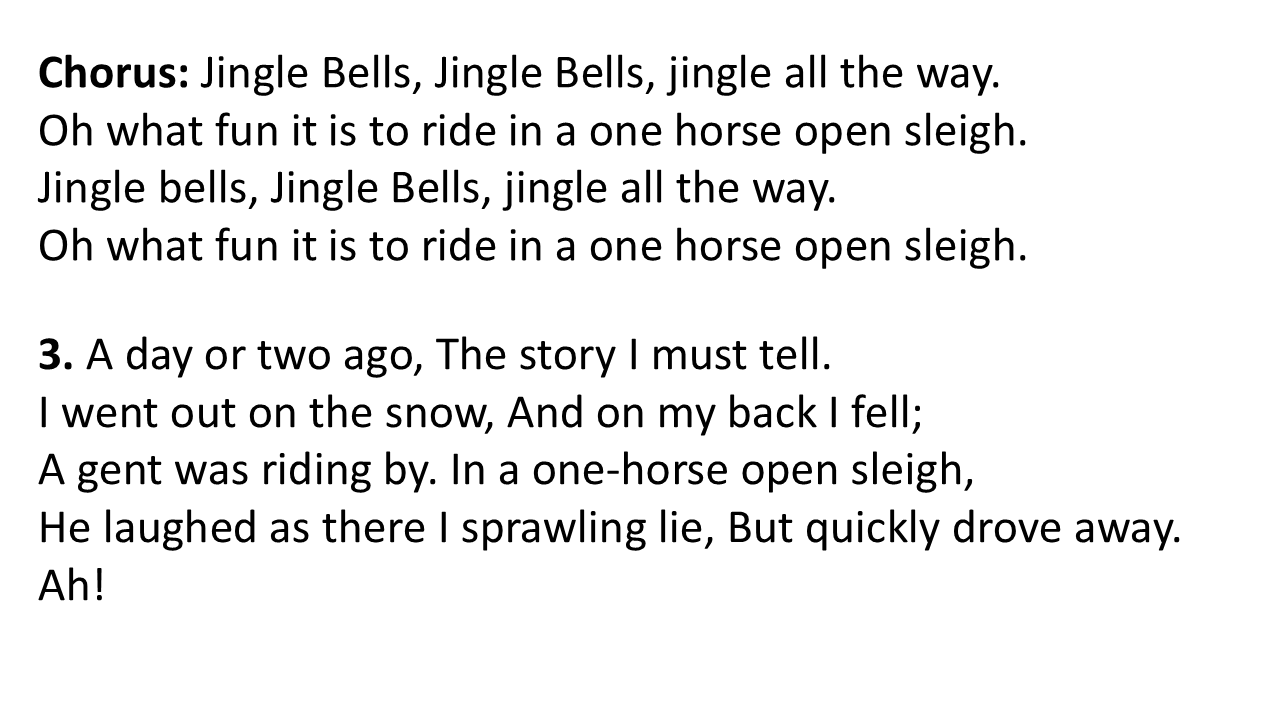 Chorus: Jingle Bells, Jingle Bells, jingle all the way.
Oh what fun it is to ride in a one horse open sleigh.
Jingle bells, Jingle Bells, jingle all the way.
Oh what fun it is to ride in a one horse open sleigh.
3. A day or two ago, The story I must tell.
I went out on the snow, And on my back I fell;
A gent was riding by. In a one-horse open sleigh,
He laughed as there I sprawling lie, But quickly drove away.
Ah!